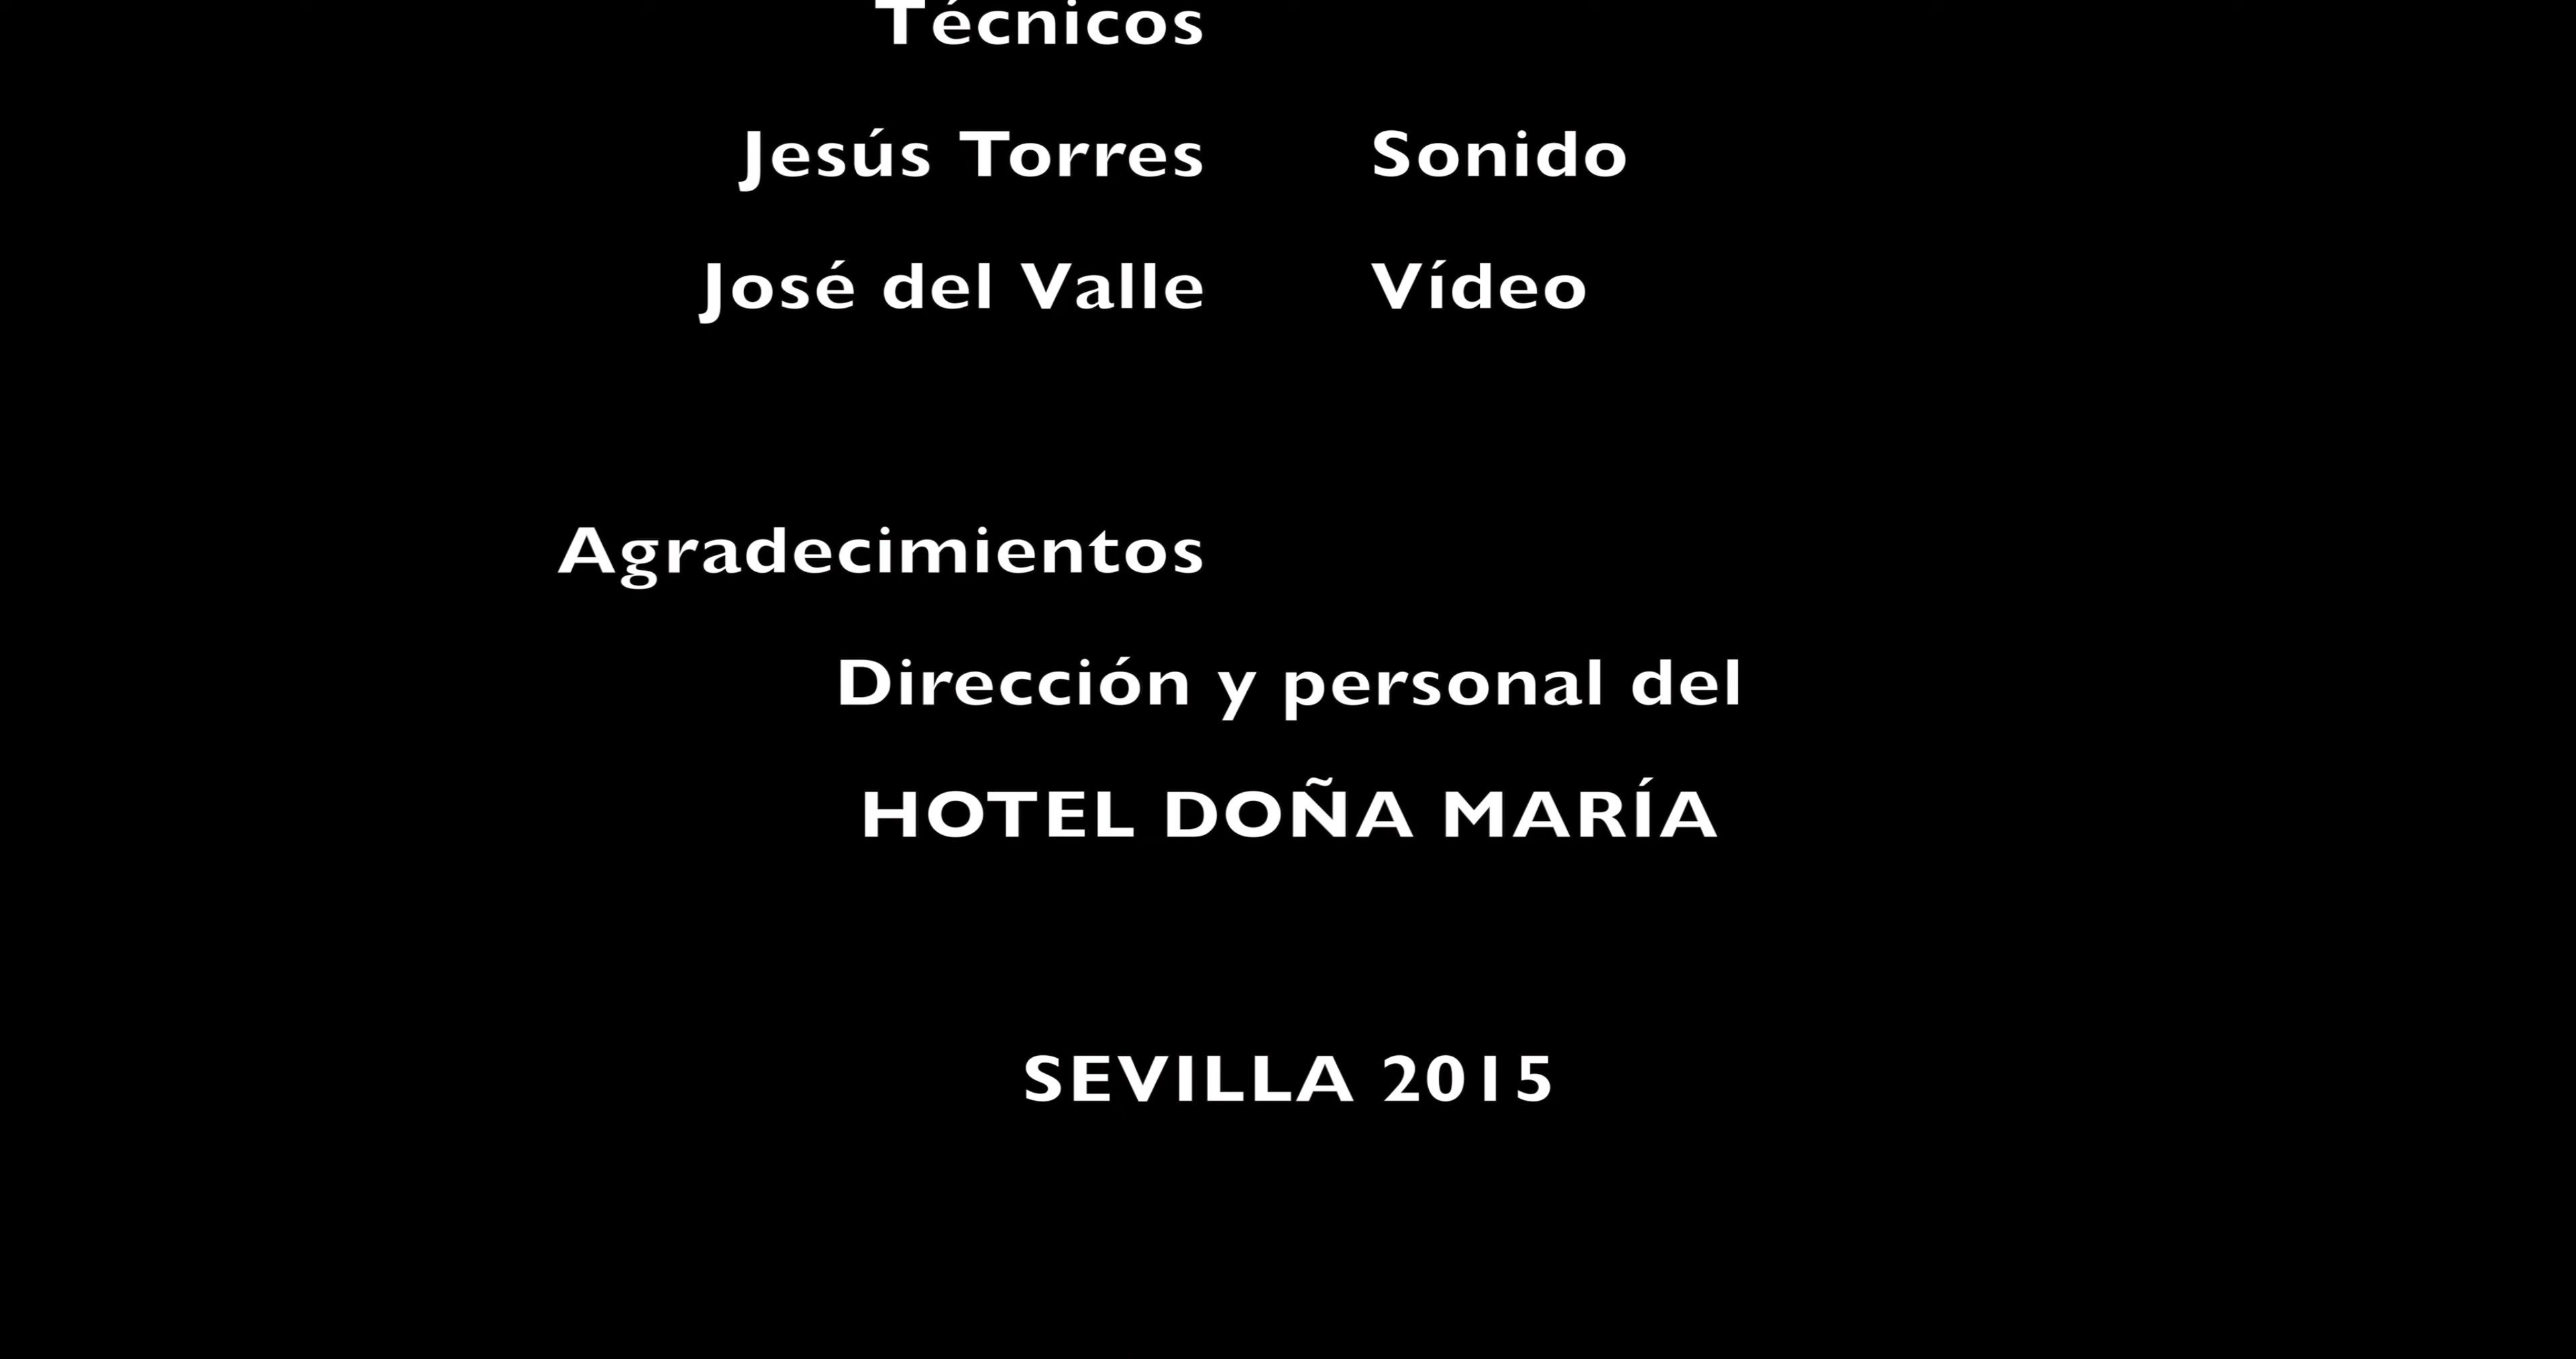 Técnicos
Jesús Torres Sonido
José del Valle Vídeo
Agradecimientos
Dirección y personal del
HOTEL DOÑA MARÍA
SEVILLA 2015